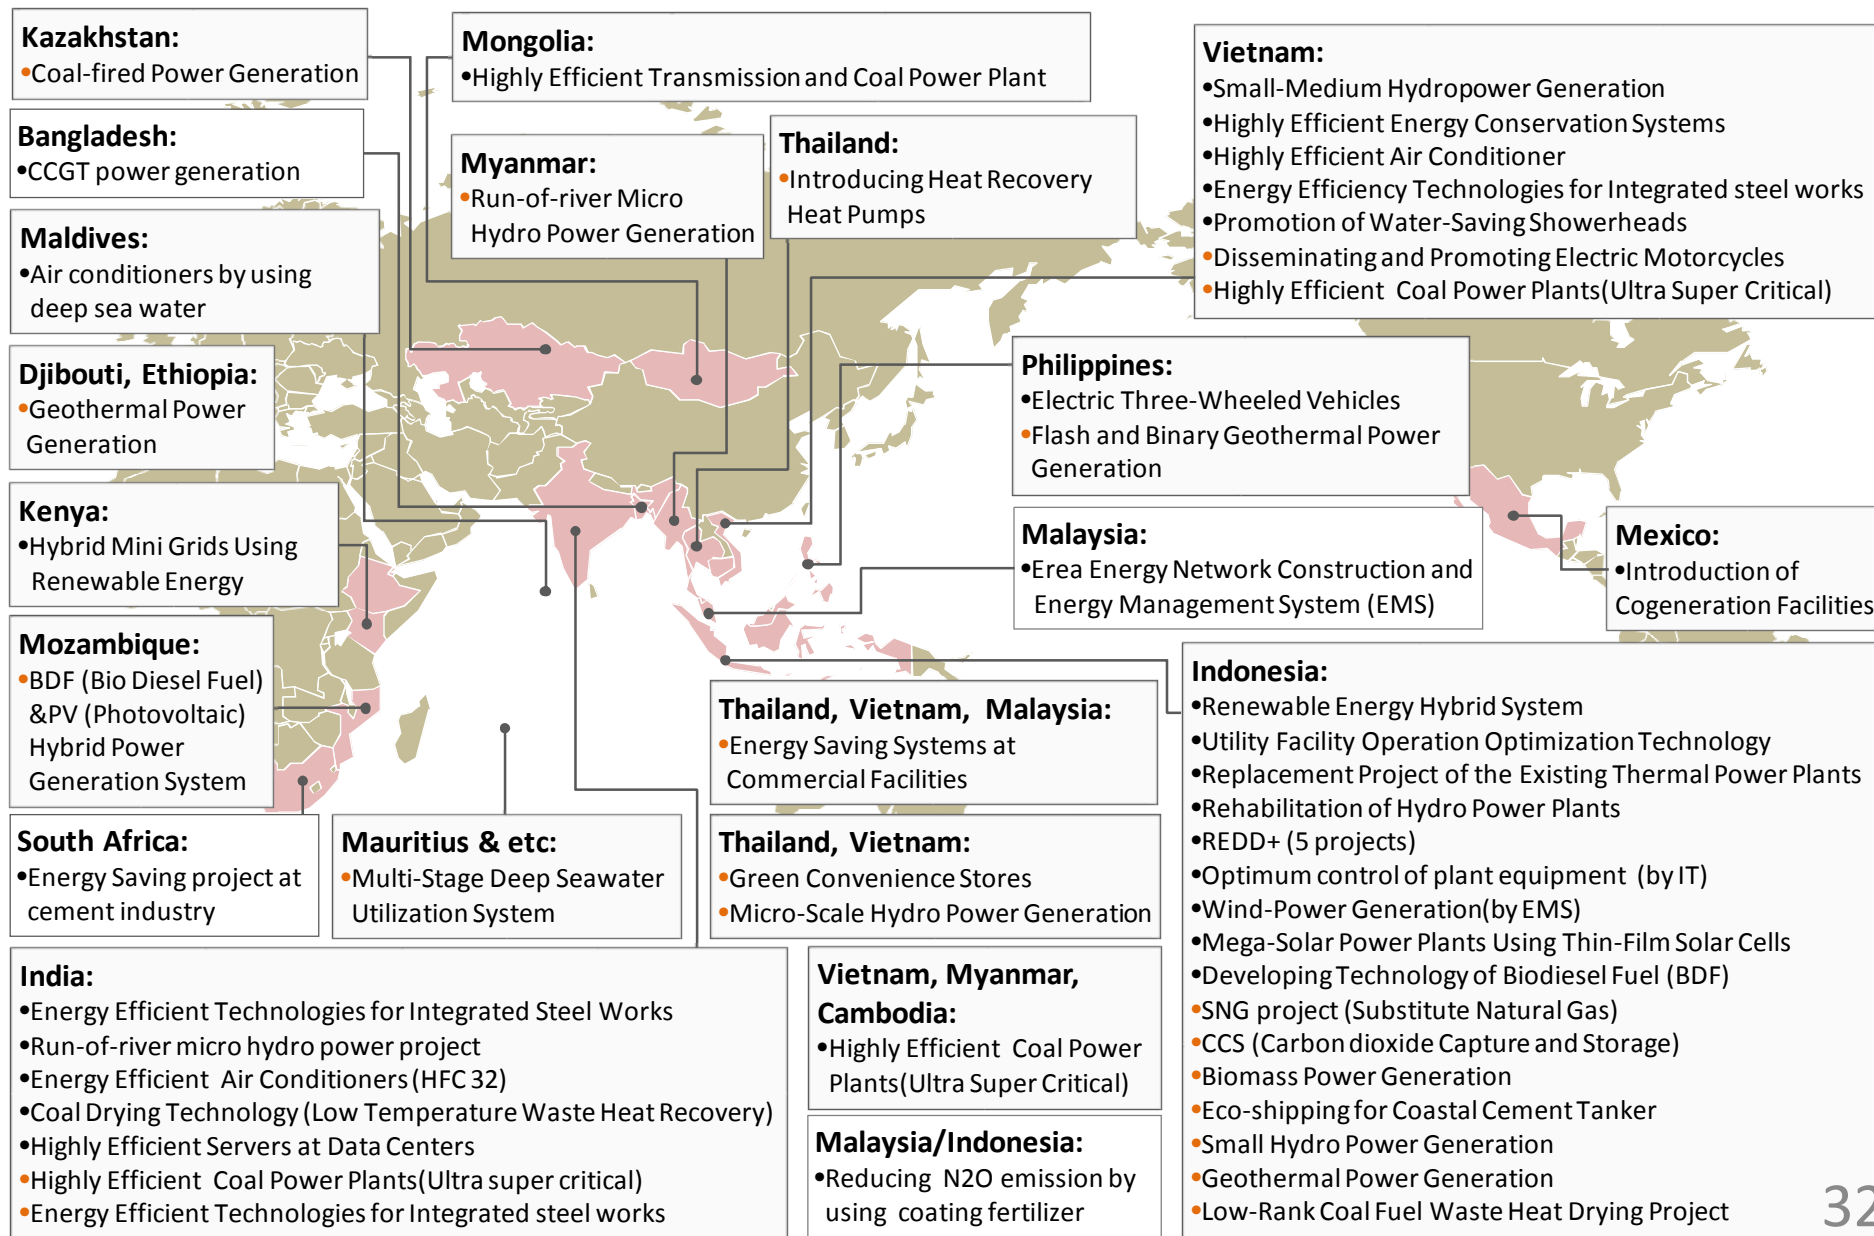 Kazakhstan:
•Coal-fired Power Generation
Mongolia:
•Highly Efficient Transmission and Coal Power Plant
Vietnam:
•Small-Medium Hydropower Generation
•Highly Efficient Energy Conservation Systems
•Highly Efficient Air Conditioner
•Energy Efficiency Technologies for Integrated steel works
•Promotion of Water-Saving Showerheads
•Disseminating and Promoting Electric Motorcycles
•Highly Efficient Coal Power Plants(Ultra Super Critical)
Bangladesh:
•CCGT power generation
Myanmar:
•Run-of-river Micro
Hydro Power Generation
Thailand:
•Introducing Heat Recovery
Heat Pumps
Maldives:
•Air conditioners by using
deep sea water
Djibouti, Ethiopia:
•Geothermal Power
Generation
Philippines:
•Electric Three-Wheeled Vehicles
•Flash and Binary Geothermal Power
Generation
Kenya:
•Hybrid Mini Grids Using
Renewable Energy
Malaysia:
•Erea Energy Network Construction and
Energy Management System (EMS)
Mexico:
•Introduction of
Cogeneration Facilities
Mozambique:
•BDF (Bio Diesel Fuel)
&PV (Photovoltaic)
Hybrid Power
Generation System
Thailand, Vietnam, Malaysia:
•Energy Saving Systems at
Commercial Facilities
Indonesia:
•Renewable Energy Hybrid System
•Utility Facility Operation Optimization Technology
•Replacement Project of the Existing Thermal Power Plants
•Rehabilitation of Hydro Power Plants
•REDD+ (5 projects)
•Optimum control of plant equipment (by IT)
•Wind-Power Generation(by EMS)
•Mega-Solar Power Plants Using Thin-Film Solar Cells
•Developing Technology of Biodiesel Fuel (BDF)
•SNG project (Substitute Natural Gas)
•CCS (Carbon dioxide Capture and Storage)
•Biomass Power Generation
•Eco-shipping for Coastal Cement Tanker
•Small Hydro Power Generation
•Geothermal Power Generation
•Low-Rank Coal Fuel Waste Heat Drying Project
South Africa:
•Energy Saving project at
cement industry
Mauritius & etc:
•Multi-Stage Deep Seawater
Utilization System
Thailand, Vietnam:
•Green Convenience Stores
•Micro-Scale Hydro Power Generation
India:
•Energy Efficient Technologies for Integrated Steel Works
•Run-of-river micro hydro power project
•Energy Efficient Air Conditioners (HFC 32)
•Coal Drying Technology (Low Temperature Waste Heat Recovery)
•Highly Efficient Servers at Data Centers
•Highly Efficient Coal Power Plants(Ultra super critical)
•Energy Efficient Technologies for Integrated steel works
Vietnam, Myanmar,
Cambodia:
•Highly Efficient Coal Power
Plants(Ultra Super Critical)
Malaysia/Indonesia:
•Reducing N2O emission by
using coating fertilizer
32